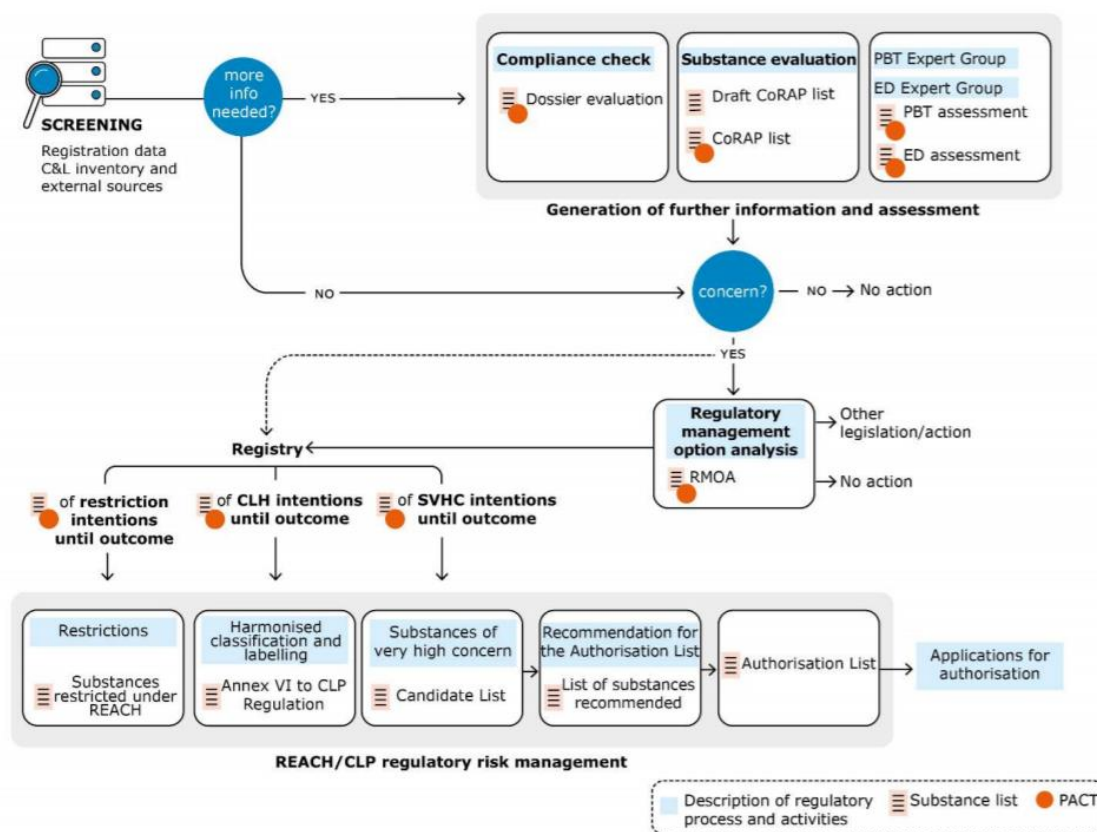 more
info
needed?
YES
SCREENING
Registration data
C&L inventory and
external sources
Compliance check
Dossier evaluation
Substance evaluation
Draft CoRAP list
CoRAP list
PBT Expert Group
ED Expert Group
PBT assessment
ED assessment
Generation of further information and assessment
NO
concern?
NO
No action
YES
Regulatory
management
option analysis
RMOA
Other
legislation/action
No action
Registry
of restriction
intentions
until outcome
of CLH intentions
until outcome
of SVHC intentions
until outcome
Restrictions
Substances
restricted under
REACH
Harmonised
classification and
labelling
Annex VI to CLP
Regulation
Substances of
very high concern
Candidate List
Recommendation for
the Authorisation List
List of substances
recommended
Authorisation List
Applications for
authorisation
REACH/CLP regulatory risk management
Description of regulatory
process and activities
Substance list
PACT